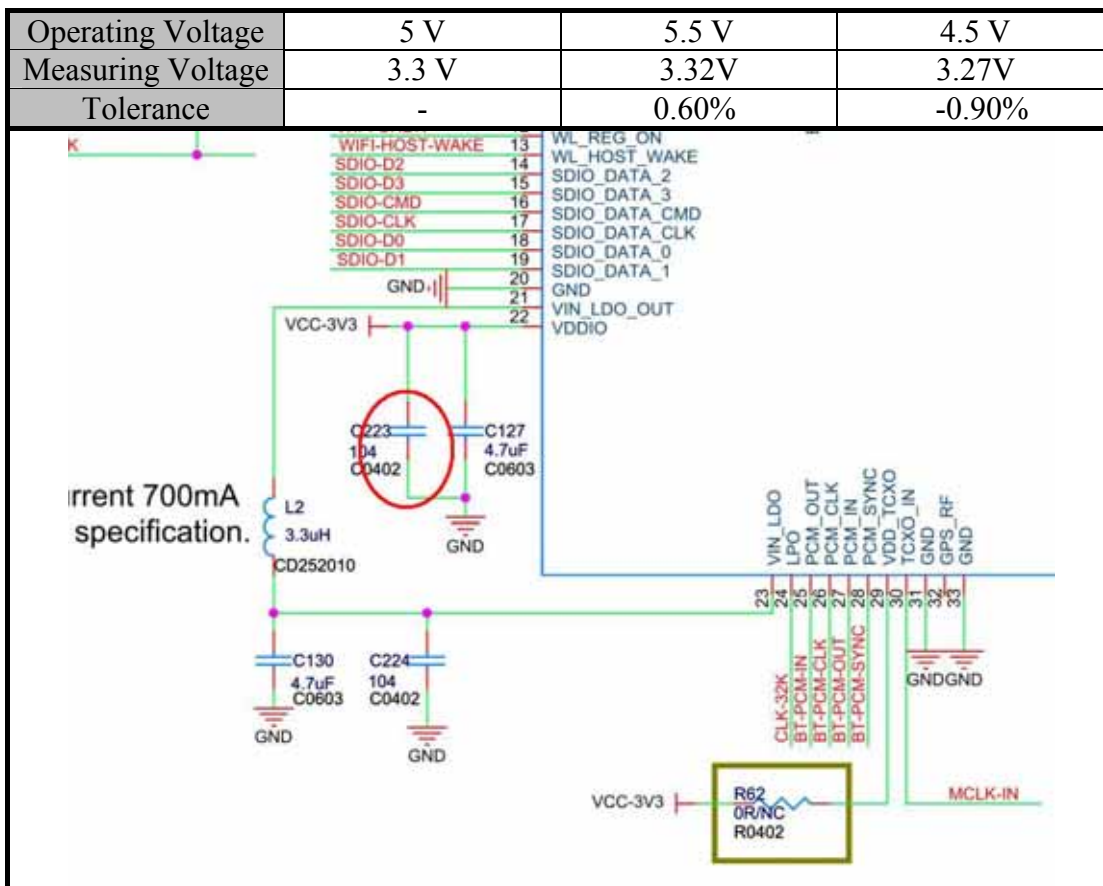 Operating Voltage 5 V 5.5 V 4.5 V
Measuring Voltage 3.3 V 3.32V 3.27V
Tolerance - 0.60% -0.90%
K
WL_REG_ON
WIFI-HOST-WAKE 13 WL_HOST_WAKE
SDIO-D2 14 SDIO_DATA_2
SDIO-D3 15 SDIO_DATA_3
SDIO-CMD 16 SDIO_DATA_CMD
SDIO-CLK 17 SDIO_DATA_CLK
SDIO-D0 18 SDIO_DATA_0
SDIO-D1 19 SDIO_DATA_1
GND 20 GND
21 VIN_LDO_OUT
VCC-3V3 22 VDDIO
C223
104
C0402
C127
4.7uF
C0603
GND
rrent 700mA
specification.
L2
3.3uH
CD252010
VIN_LDO
LPO
PCM_OUT
PCM_CLK
PCM_IN
PCM_SYNC
VDD_TCXO
TCXO_IN
GND
GPS_RF
GND
23 24 25 26 27 28 29 30 31 32 33
C130
4.7uF
C0603
GND
C224
104
C0402
GND
CLK-32K
BT-PCM-IN
BT-PCM-CLK
BT-PCM-OUT
BT-PCM-SYNC
GND GND
VCC-3V3
R62
0R/NC
R0402
MCLK-IN